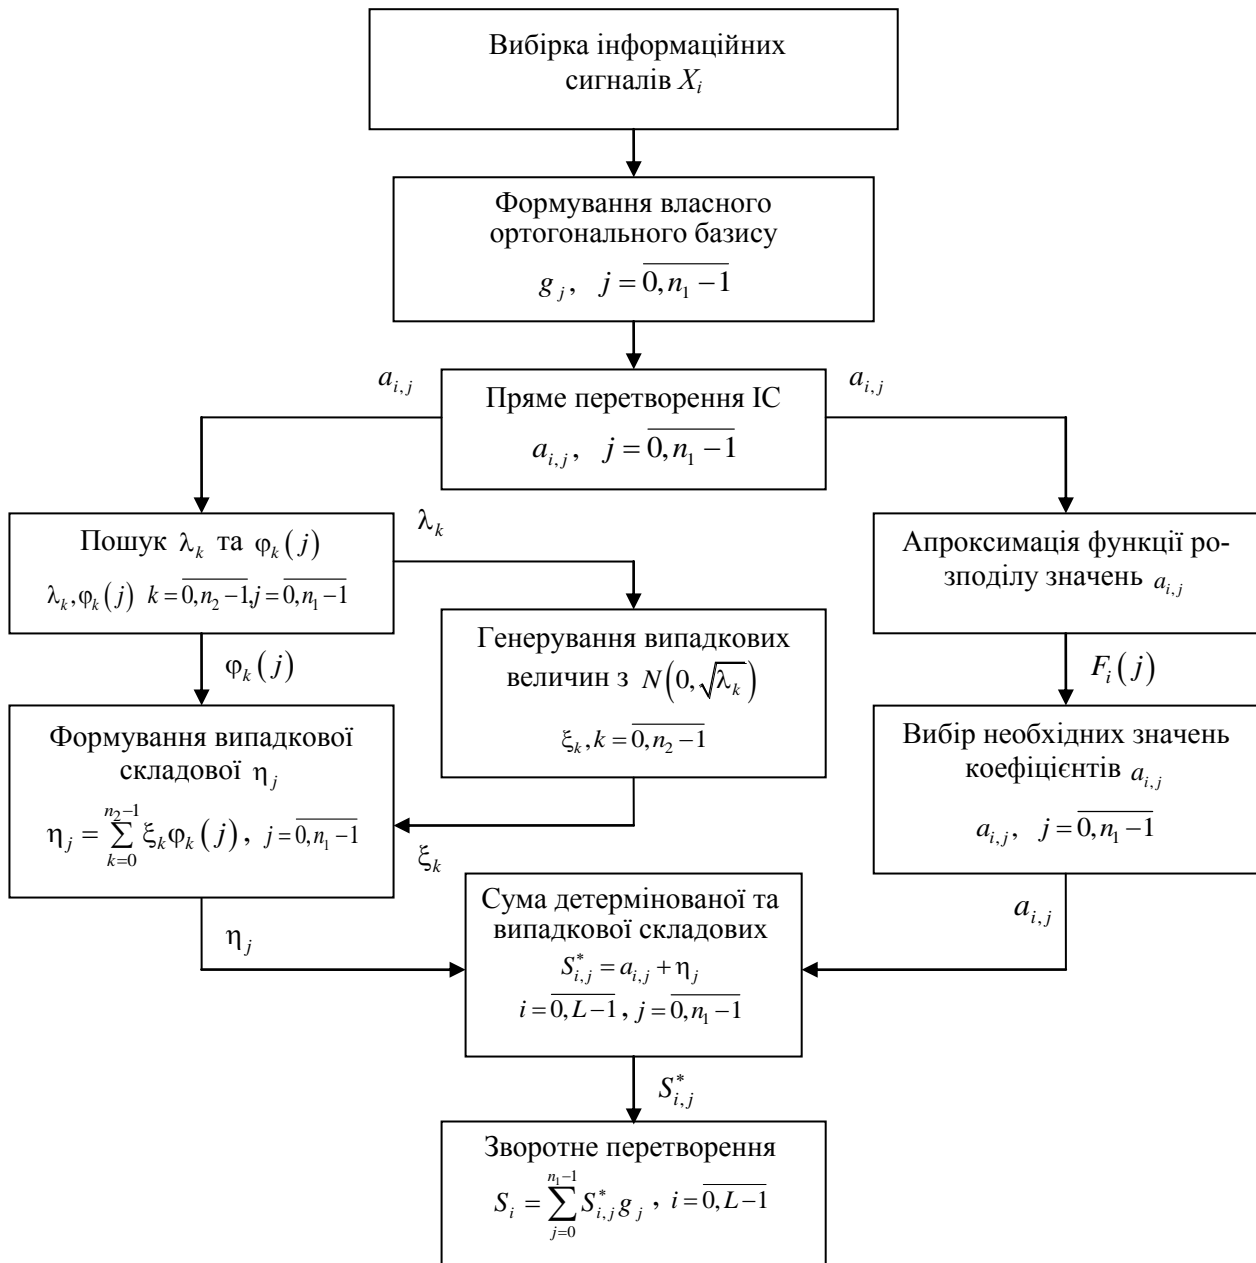 Вибірка інформаційних
сигналів X_i
Формування власного
ортогонального базису
g_j, j = \overline{0, n_1 − 1}
a_{i,j}
Пряме перетворення ІС
a_{i,j}, j = \overline{0, n_1 − 1}
a_{i,j}
Пошук λ_k та φ_k(j)
λ_k, φ_k(j) k = \overline{0, n_2 − 1}, j = \overline{0, n_1 − 1}
λ_k
Апроксимація функції ро-
зподілу значень a_{i,j}
φ_k(j)
Генерування випадкових
величин з N(0, √λ_k)
ξ_k, k = \overline{0, n_2 − 1}
F_i(j)
Формування випадкової
складової η_j
η_j = \sum_{k=0}^{n_2−1} ξ_k φ_k(j), j = \overline{0, n_1 − 1}
ξ_k
Вибір необхідних значень
коефіцієнтів a_{i,j}
a_{i,j}, j = \overline{0, n_1 − 1}
η_j
Сума детермінованої та
випадкової складових
S^*_{i,j} = a_{i,j} + η_j
i = \overline{0, L − 1}, j = \overline{0, n_1 − 1}
a_{i,j}
S^*_{i,j}
Зворотне перетворення
S_i = \sum_{j=0}^{n_1−1} S^*_{i,j} g_j, i = \overline{0, L − 1}